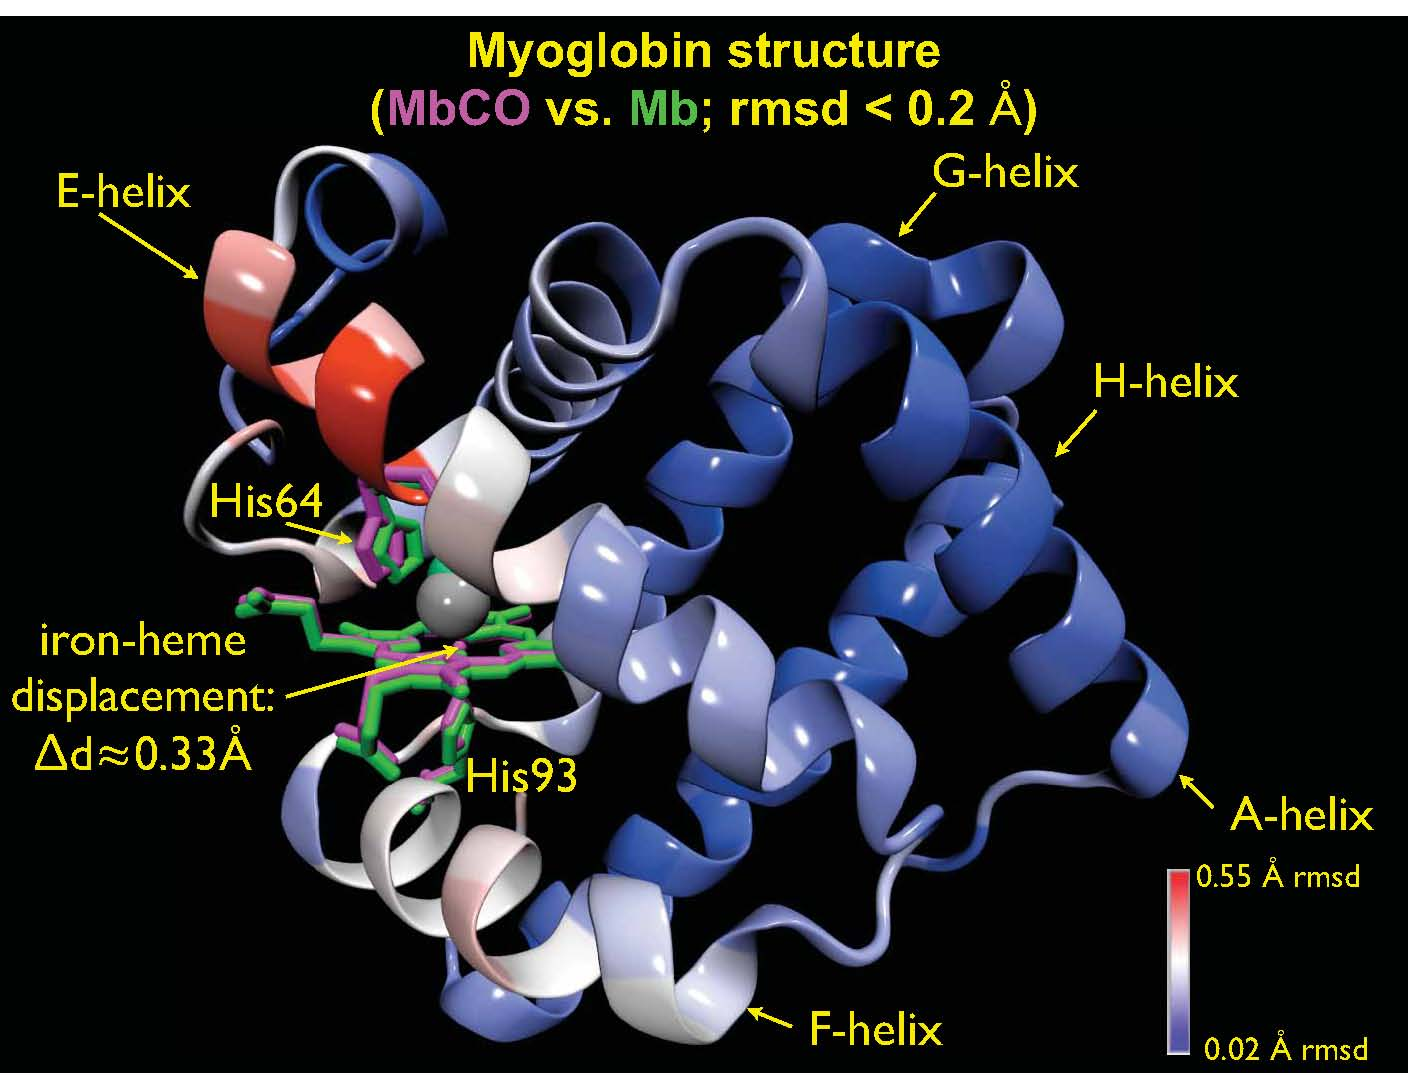 Myoglobin structure
(MbCO vs. Mb; rmsd < 0.2 Å)
E-helix
G-helix
H-helix
His64
iron-heme
displacement:
Δd≈0.33Å
His93
A-helix
0.55 Å rmsd
F-helix
0.02 Å rmsd